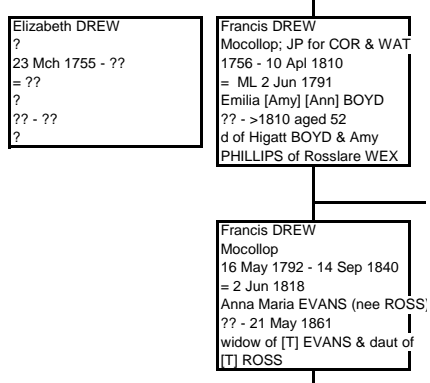 Elizabeth DREW
?
23 Mch 1755 - ??
= ??
?
?? - ??
?
Francis DREW
Mocollop; JP for COR & WAT
1756 - 10 Apl 1810
= ML 2 Jun 1791
Emilia [Amy] [Ann] BOYD
?? - >1810 aged 52
d of Higatt BOYD & Amy
PHILLIPS of Rosslare WEX
Francis DREW
Mocollop
16 May 1792 - 14 Sep 1840
= 2 Jun 1818
Anna Maria EVANS (nee ROSS)
?? - 21 May 1861
widow of [T] EVANS & daut of
[T] ROSS